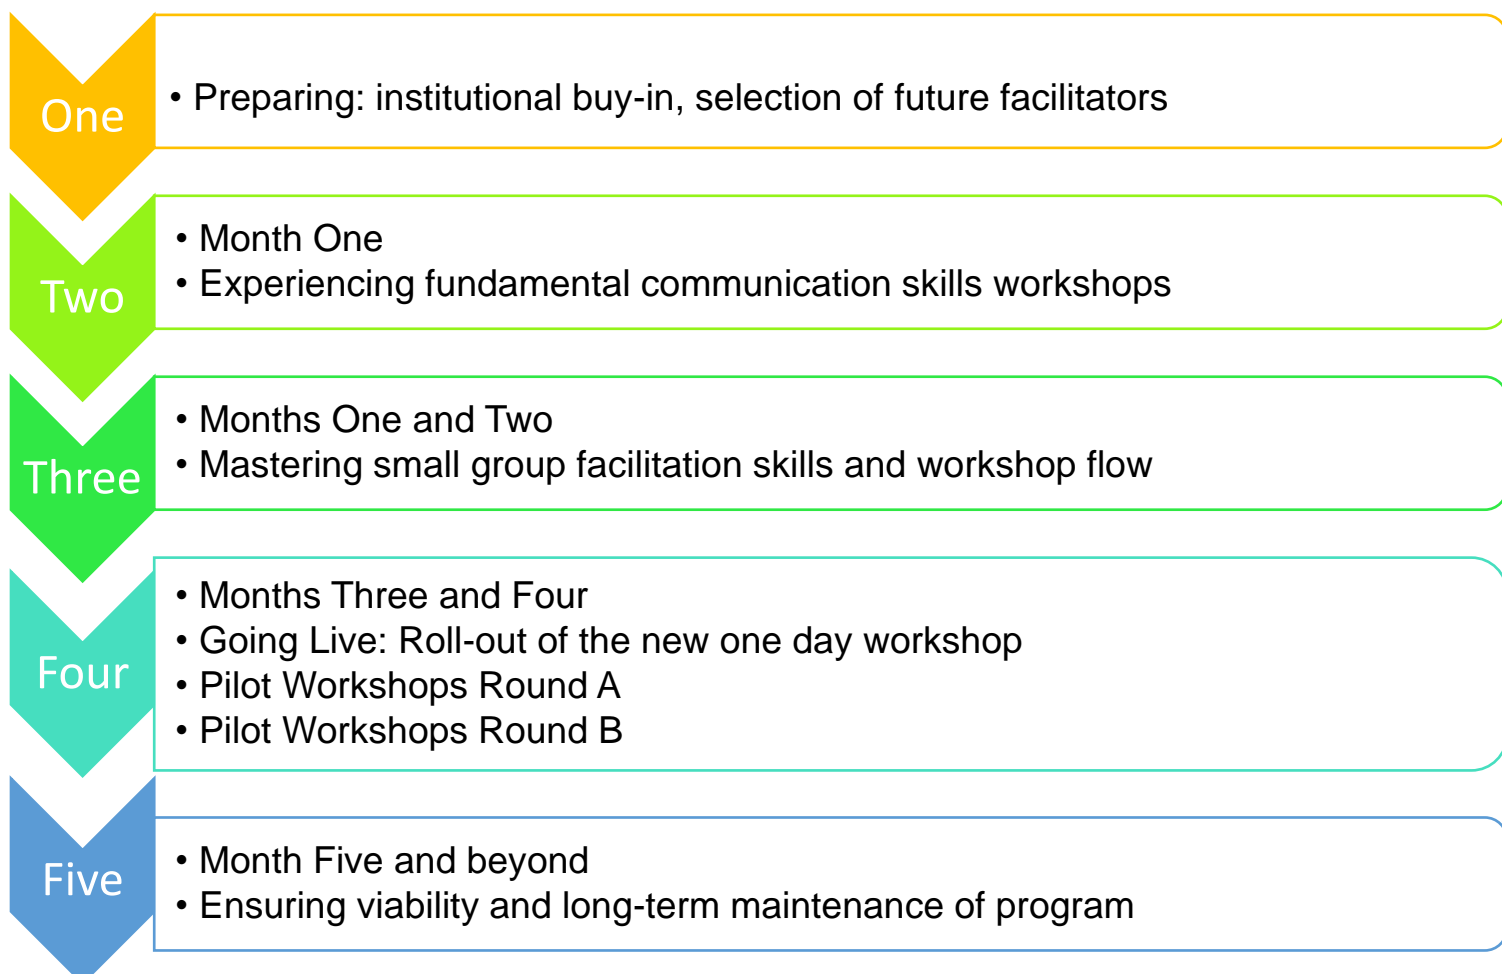 One
• Preparing: institutional buy-in, selection of future facilitators
Two
• Month One
• Experiencing fundamental communication skills workshops
Three
• Months One and Two
• Mastering small group facilitation skills and workshop flow
Four
• Months Three and Four
• Going Live: Roll-out of the new one day workshop
• Pilot Workshops Round A
• Pilot Workshops Round B
Five
• Month Five and beyond
• Ensuring viability and long-term maintenance of program